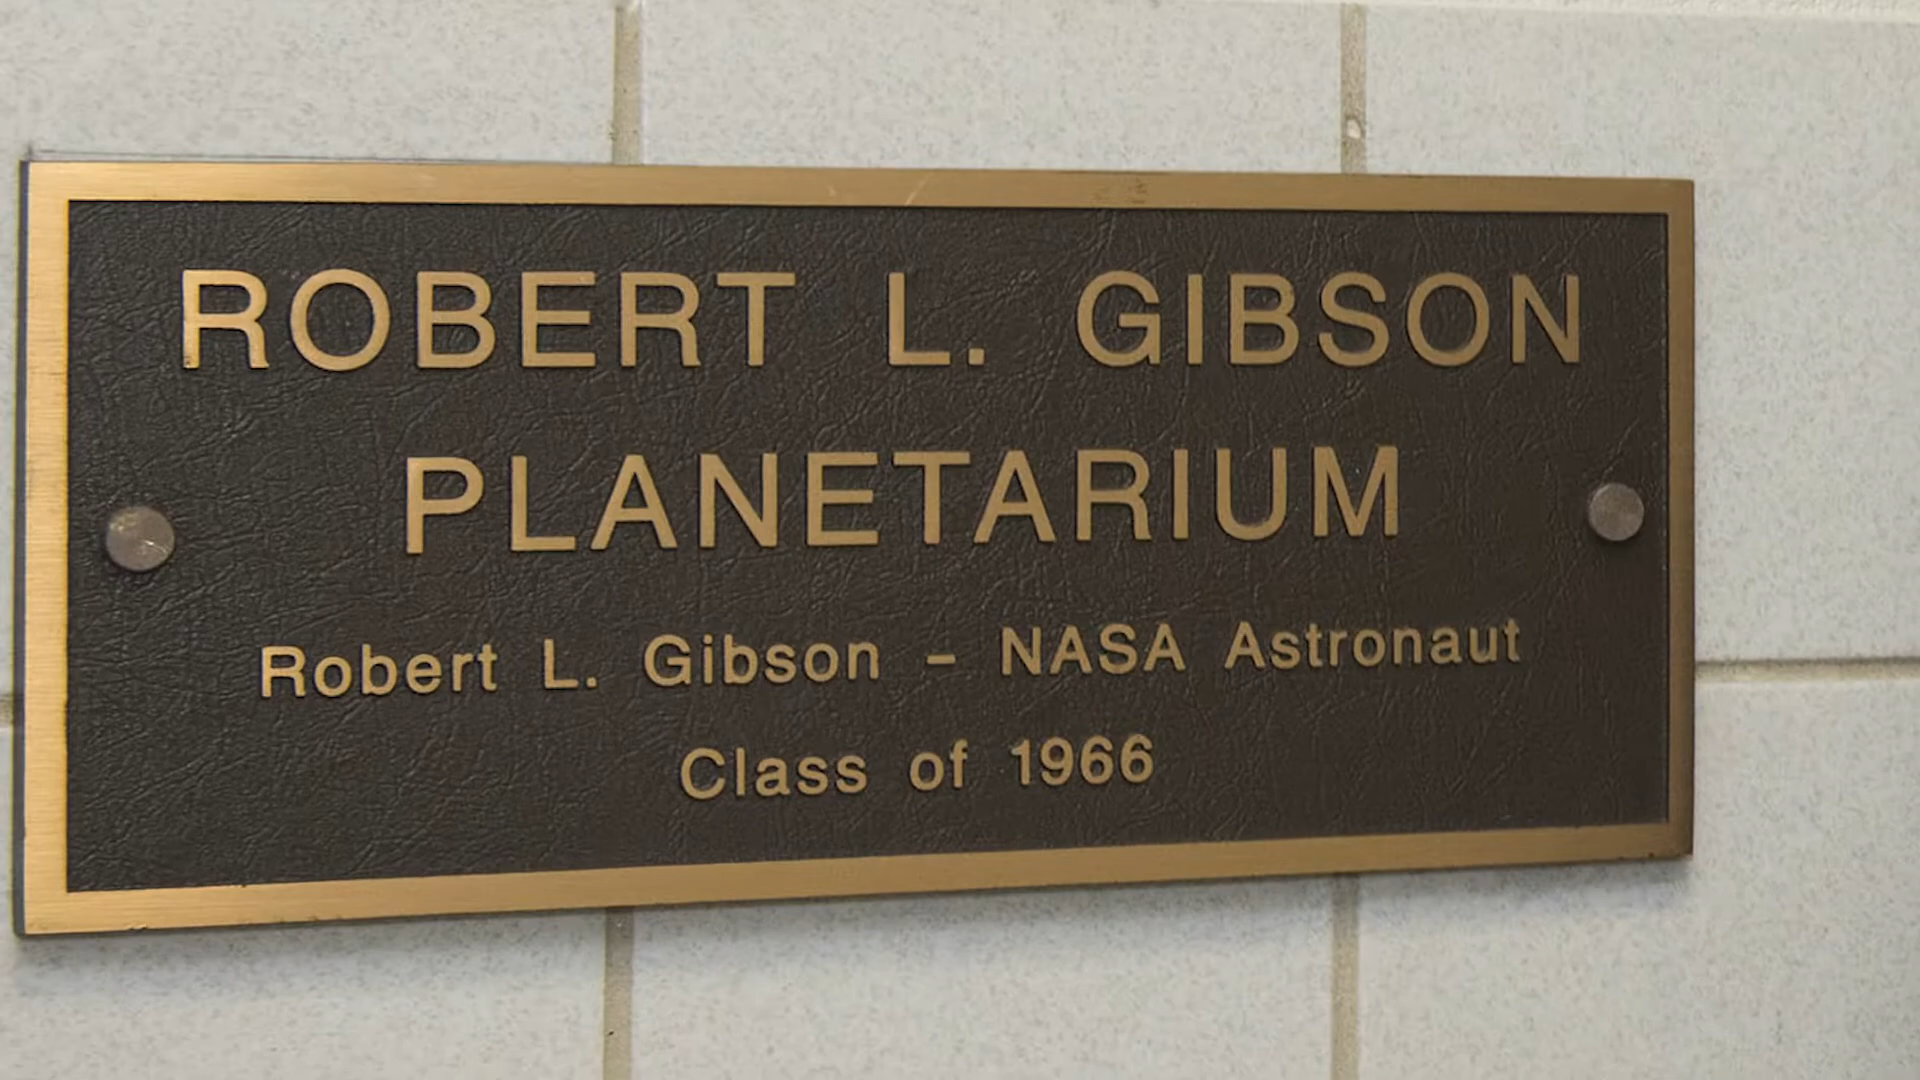 ROBERT L. GIBSON
PLANETARIUM
Robert L. Gibson – NASA Astronaut
Class of 1966